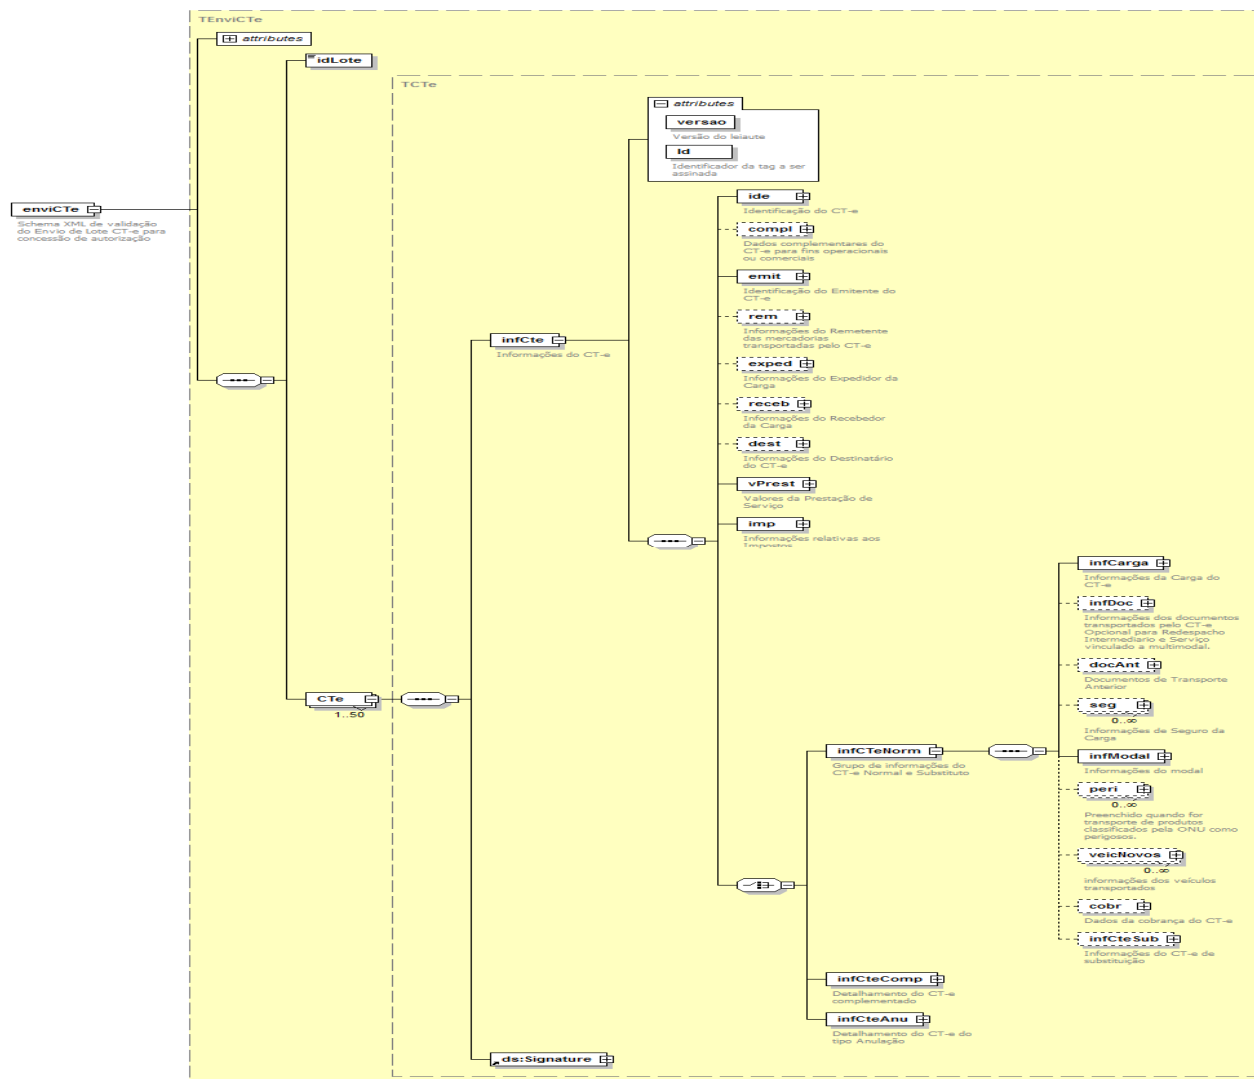 TEnviCTe
attributes
idLote
TCTe
attributes
versao
Versão do leiaute
Id
Identificador da tag a ser
assinada
enviCTe
Schema XML de validação
do Envio de Lote CT-e para
concessão de autorização
ide
Identificação do CT-e
compl
Dados complementares do
CT-e para fins operacionais
ou comerciais
emit
Identificação do Emitente do
CT-e
rem
Informações do Remetente
das mercadorias
transportadas pelo CT-e
infCte
Informações do CT-e
exped
Informações do Expedidor da
Carga
receb
Informações do Recebedor
da Carga
dest
Informações do Destinatário
do CT-e
vPrest
Valores da Prestação de
Serviço
imp
Informações relativas aos
Impostos
infCarga
Informações da Carga do
CT-e
infDoc
Informações dos documentos
transportados pelo CT-e
Opcional para Redespacho
Intermediario e Serviço
vinculado a multimodal.
docAnt
Documentos de Transporte
Anterior
CTe
1..50
seg
0..∞
Informações de Seguro da
Carga
infCTeNorm
Grupo de informações do
CT-e Normal e Substituto
infModal
Informações do modal
peri
0..∞
Preenchido quando for
transporte de produtos
classificados pela ONU como
perigosos.
veicNovos
0..∞
informações dos veículos
transportados
cobr
Dados da cobrança do CT-e
infCteSub
Informações do CT-e de
substituição
infCteComp
Detalhamento do CT-e
complementado
infCteAnu
Detalhamento do CT-e do
tipo Anulação
ds:Signature